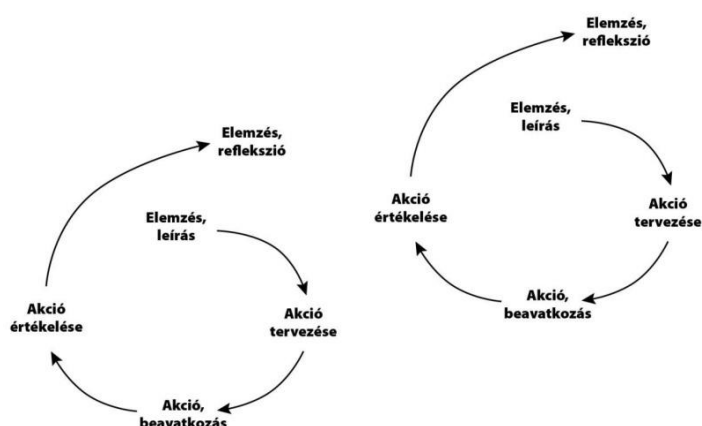 Elemzés,
reflekszió
Elemzés,
leírás
Akció
tervezése
Akció,
beavatkozás
Akció
értékelése
Elemzés,
reflekszió
Elemzés,
leírás
Akció
tervezése
Akció,
beavatkozás
Akció
értékelése